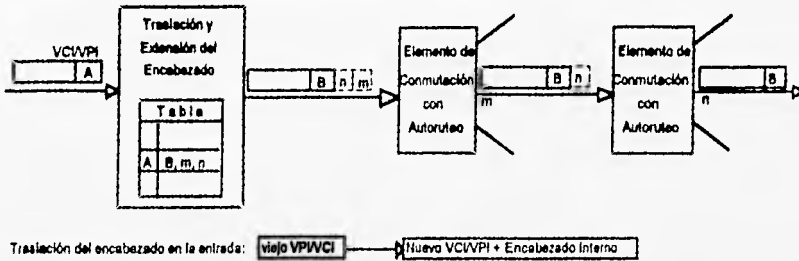 Traslación y
Extensión del
Encabezado
VCI/VPI
A
Tabla
A B, m, n
B n m
Elemento de
Conmutación
con
Autoruteo
B n
m
Elemento de
Conmutación
con
Autoruteo
B
n
Traslación del encabezado en la entrada: viejo VPI/VCI Nuevo VCI/VPI + Encabezado Interno